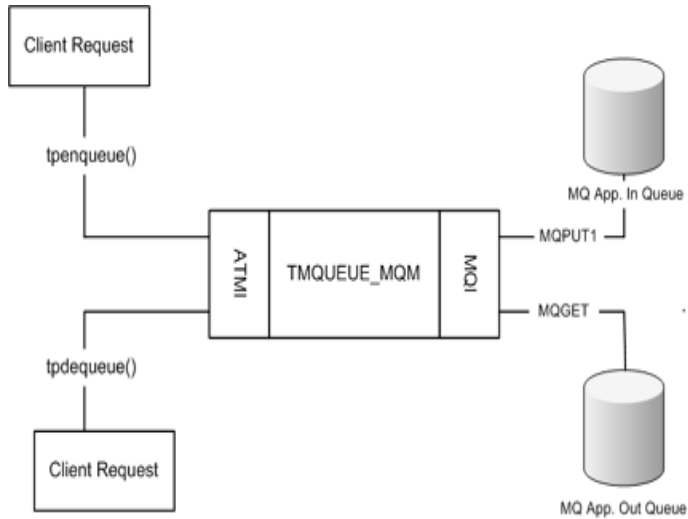 Client Request
tpenqueue()
MQ App. In Queue
ATMI
TMQUEUE_MQM
MQI
MQPUT1
MQGET
tpdequeue()
Client Request
MQ App. Out Queue